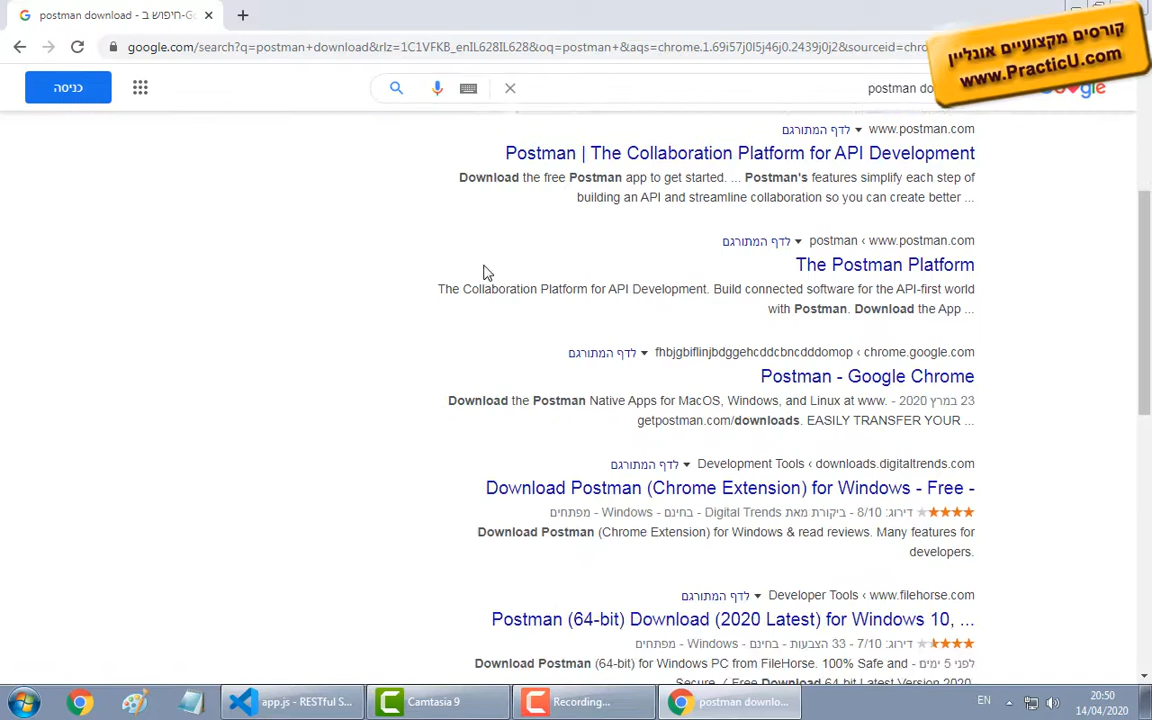 postman download - חיפוש ב-Go
google.com/search?q=postman+download&rlz=1C1VFKB_enIL628IL628&oq=postman+&aqs=chrome.1.69i57j0l5j46j0.2439j0j2&sourceid=chro
קורסים מקצועיים אונליין
www.PracticU.com
כניסה
postman do
www.postman.com ▼ לדף המתורגם
Postman | The Collaboration Platform for API Development
Download the free Postman app to get started. ... Postman's features simplify each step of
building an API and streamline collaboration so you can create better ...
postman ‹ www.postman.com ▼ לדף המתורגם
The Postman Platform
The Collaboration Platform for API Development. Build connected software for the API-first world
with Postman. Download the App ...
fhbjgbiflinjbdggehcddcbncdddomop ‹ chrome.google.com ▼ לדף המתורגם
Postman - Google Chrome
23 במרץ 2020 - Download the Postman Native Apps for MacOS, Windows, and Linux at www.
getpostman.com/downloads. EASILY TRANSFER YOUR ...
Development Tools ‹ downloads.digitaltrends.com ▼ לדף המתורגם
Download Postman (Chrome Extension) for Windows - Free -
דירוג: 8/10 - ביקורת מאת Digital Trends - בחינם - Windows - מפתחים
Download Postman (Chrome Extension) for Windows & read reviews. Many features for
developers.
Developer Tools ‹ www.filehorse.com ▼ לדף המתורגם
Postman (64-bit) Download (2020 Latest) for Windows 10, ...
דירוג: 7/10 - 33 הצבעות - בחינם - Windows - מפתחים
לפני 5 ימים - Download Postman (64-bit) for Windows PC from FileHorse. 100% Safe and
Secure ✓ Free Download 64-bit Latest Version 2020.
app.js - RESTful S...
Camtasia 9
Recording...
postman downlo...
EN
20:50
14/04/2020